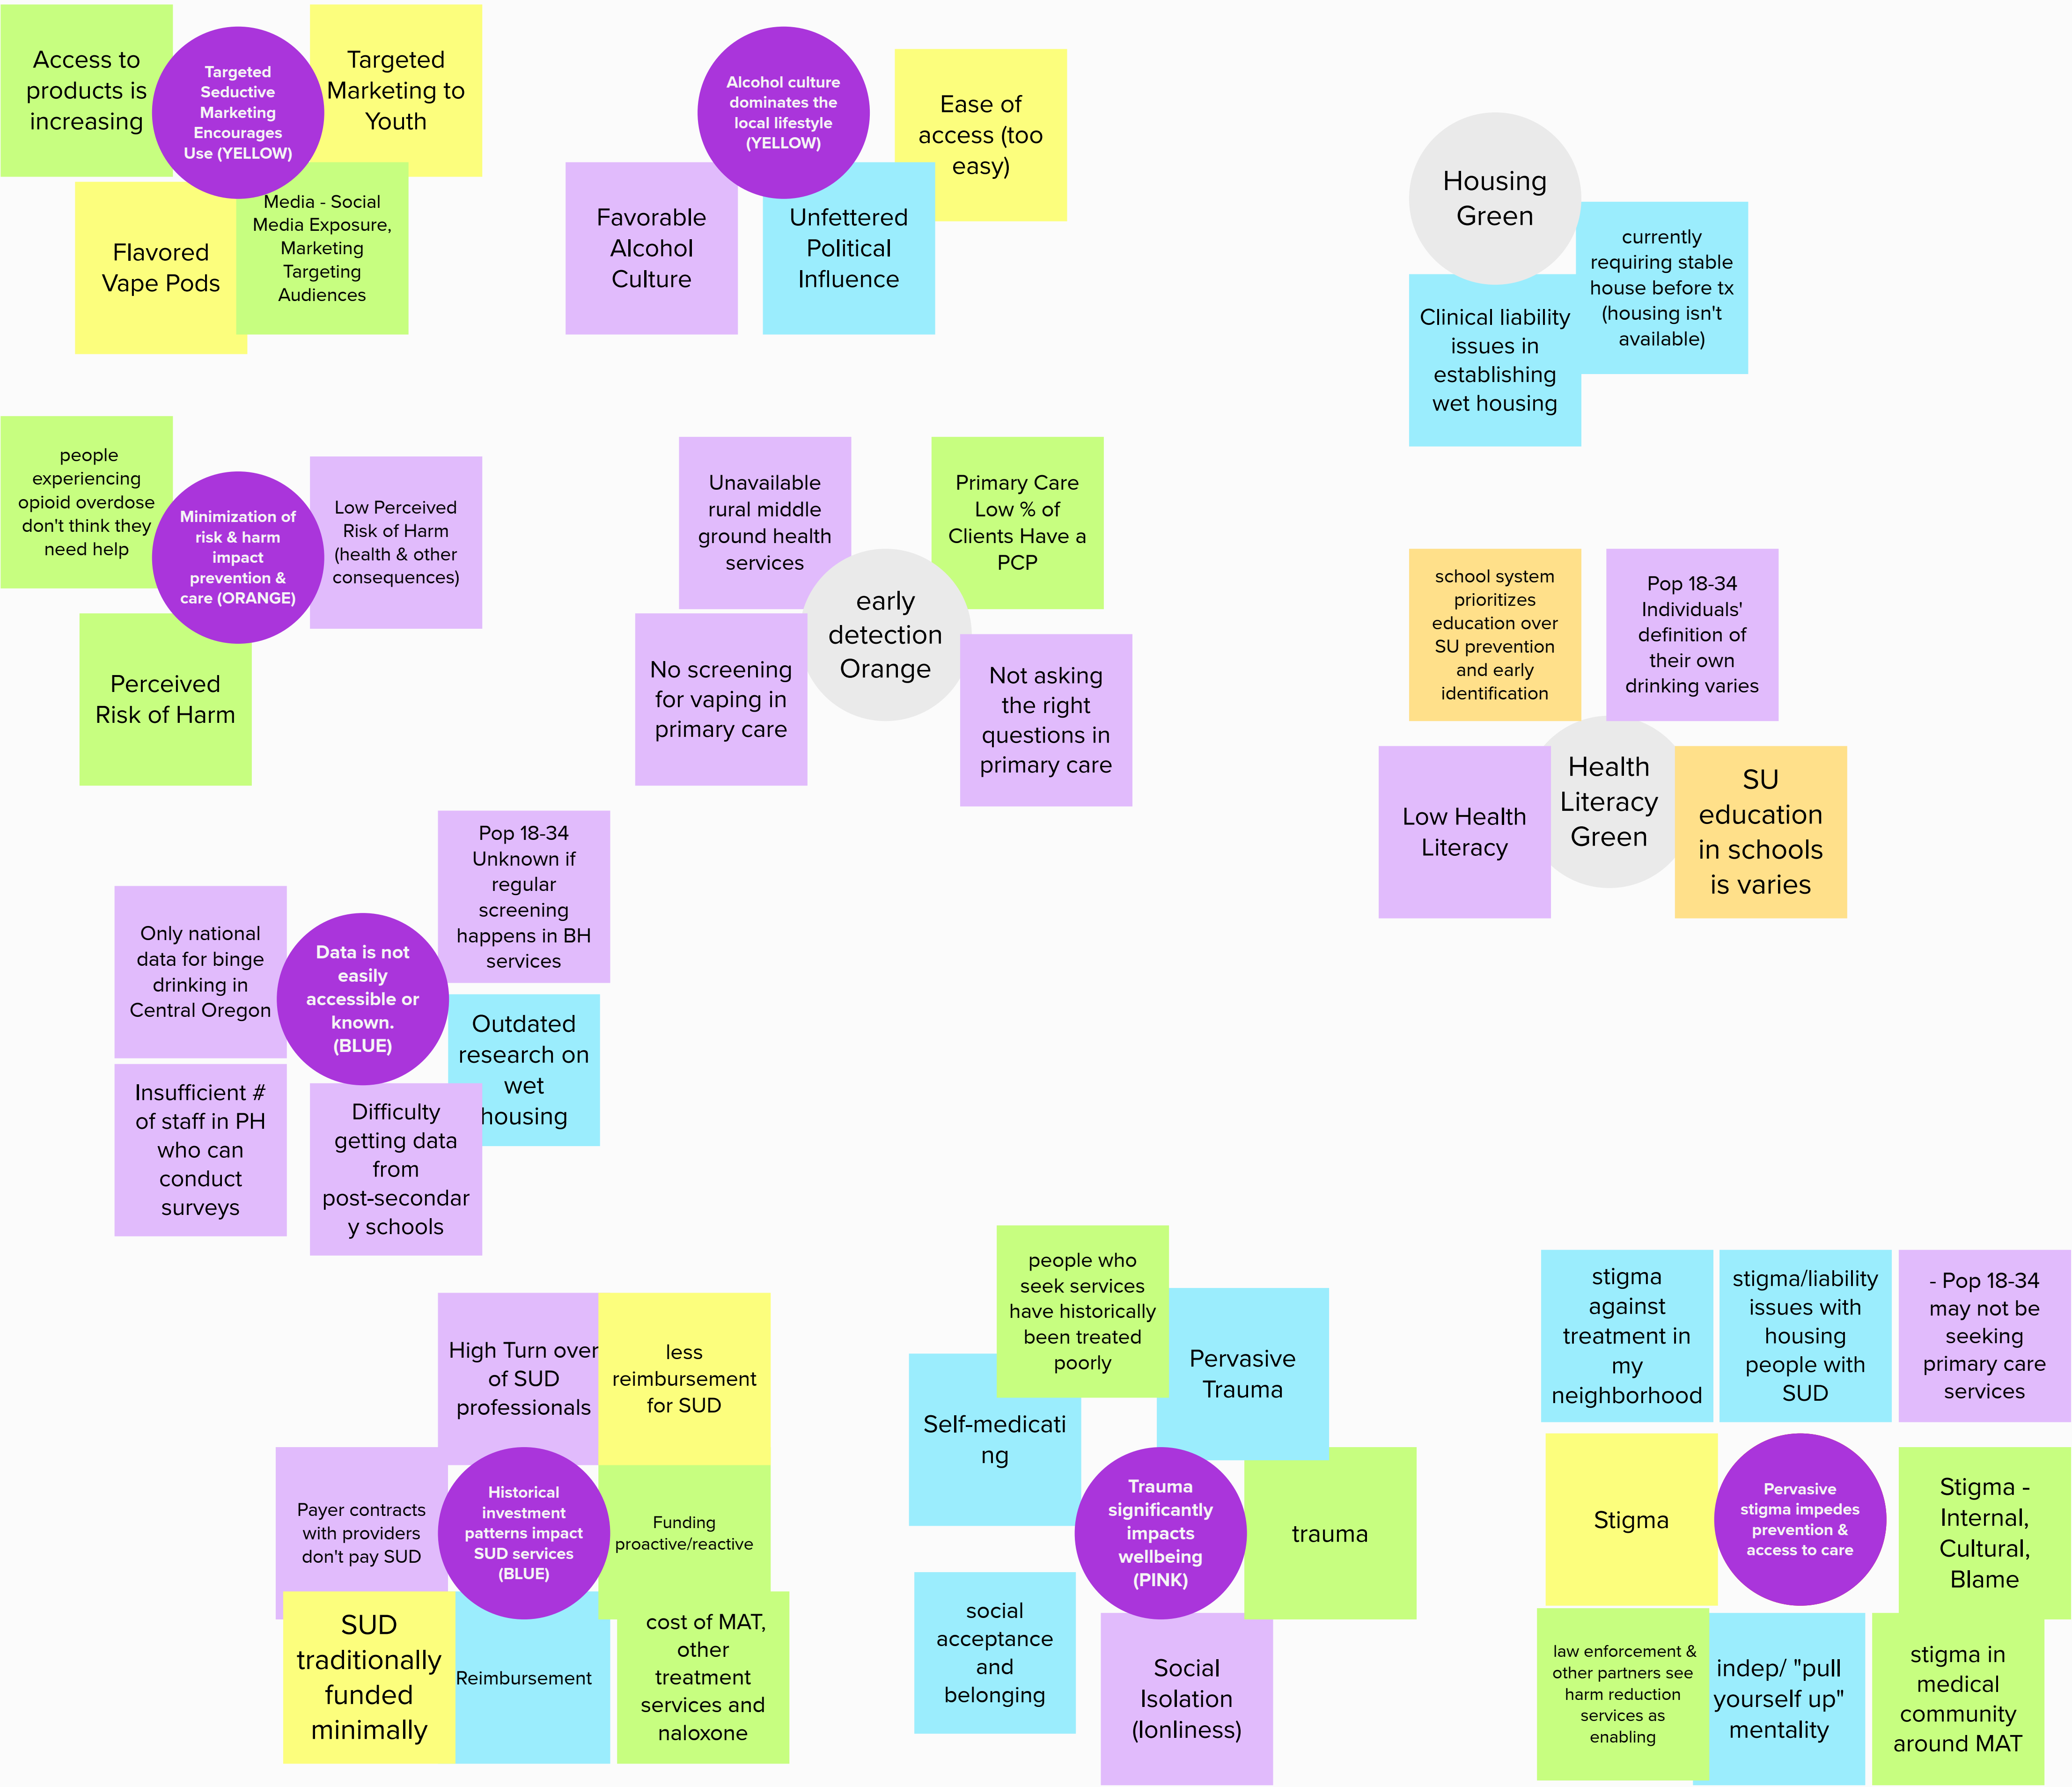 Access to
products is
increasing
Targeted
Seductive
Marketing
Encourages
Use (YELLOW)
Targeted
Marketing to
Youth
Flavored
Vape Pods
Media - Social
Media Exposure,
Marketing
Targeting
Audiences
Alcohol culture
dominates the
local lifestyle
(YELLOW)
Ease of
access (too
easy)
Favorable
Alcohol
Culture
Unfettered
Political
Influence
Housing
Green
currently
requiring stable
house before tx
(housing isn't
available)
Clinical liability
issues in
establishing
wet housing
people
experiencing
opioid overdose
don't think they
need help
Minimization of
risk & harm
impact
prevention &
care (ORANGE)
Low Perceived
Risk of Harm
(health & other
consequences)
Perceived
Risk of Harm
Unavailable
rural middle
ground health
services
Primary Care
Low % of
Clients Have a
PCP
early
detection
Orange
No screening
for vaping in
primary care
Not asking
the right
questions in
primary care
school system
prioritizes
education over
SU prevention
and early
identification
Pop 18-34
Individuals'
definition of
their own
drinking varies
Low Health
Literacy
Health
Literacy
Green
SU
education
in schools
is varies
Pop 18-34
Unknown if
regular
screening
happens in BH
services
Only national
data for binge
drinking in
Central Oregon
Data is not
easily
accessible or
known.
(BLUE)
Outdated
research on
wet
housing
Insufficient #
of staff in PH
who can
conduct
surveys
Difficulty
getting data
from
post-secondar
y schools
High Turn over
of SUD
professionals
less
reimbursement
for SUD
Payer contracts
with providers
don't pay SUD
Historical
investment
patterns impact
SUD services
(BLUE)
Funding
proactive/reactive
SUD
traditionally
funded
minimally
Reimbursement
cost of MAT,
other
treatment
services and
naloxone
people who
seek services
have historically
been treated
poorly
Pervasive
Trauma
Self-medicati
ng
Trauma
significantly
impacts
wellbeing
(PINK)
trauma
social
acceptance
and
belonging
Social
Isolation
(lonliness)
stigma
against
treatment in
my
neighborhood
stigma/liability
issues with
housing
people with
SUD
- Pop 18-34
may not be
seeking
primary care
services
Stigma
Pervasive
stigma impedes
prevention &
access to care
Stigma -
Internal,
Cultural,
Blame
law enforcement &
other partners see
harm reduction
services as
enabling
indep/ "pull
yourself up"
mentality
stigma in
medical
community
around MAT